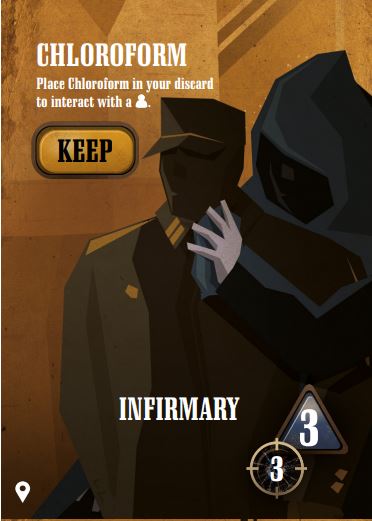 CHLOROFORM
Place Chloroform in your discard
to interact with a .
KEEP
INFIRMARY
3
3